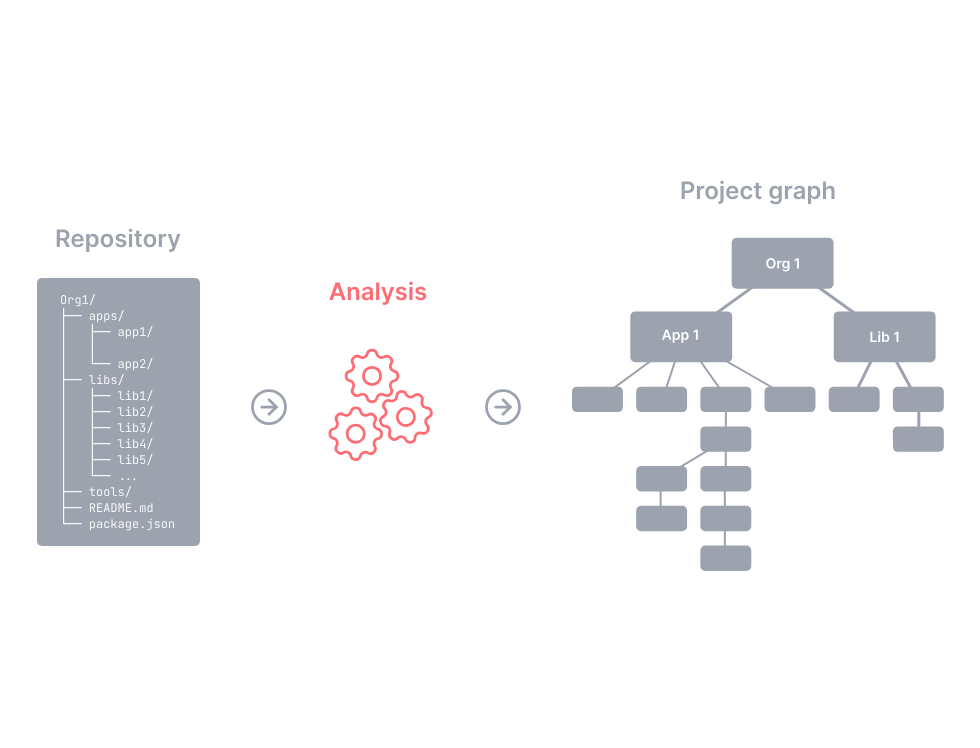 Repository
Org1/
apps/
app1/
app2/
libs/
lib1/
lib2/
lib3/
lib4/
lib5/
...
tools/
README.md
package.json
Analysis
Project graph
Org 1
App 1
Lib 1